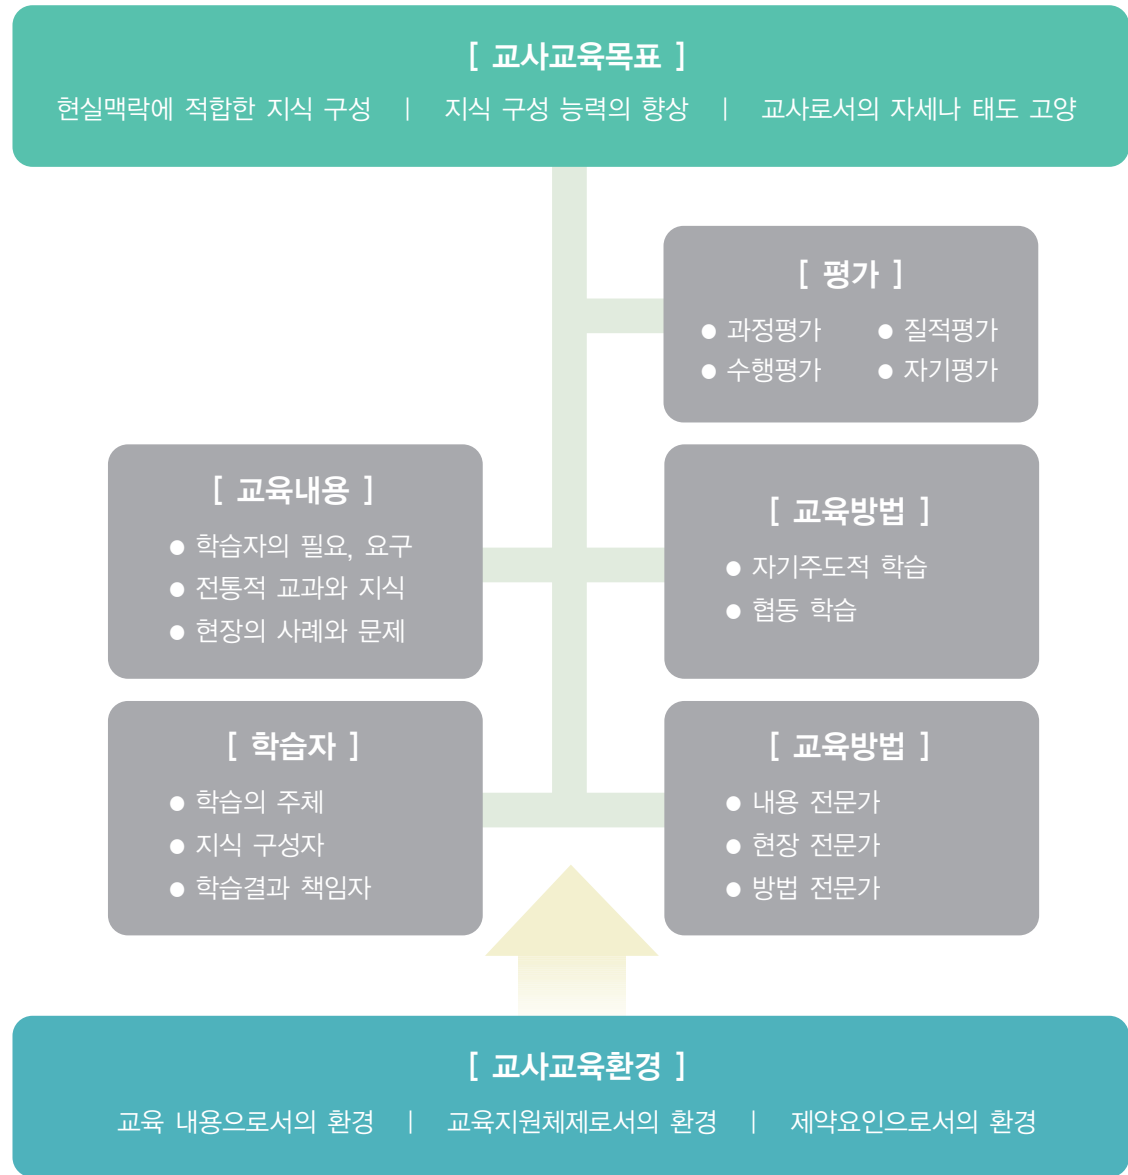 [ 교사교육목표 ]
현실맥락에 적합한 지식 구성 | 지식 구성 능력의 향상 | 교사로서의 자세나 태도 고양
[ 평가 ]
● 과정평가 ● 질적평가
● 수행평가 ● 자기평가
[ 교육내용 ]
● 학습자의 필요, 요구
● 전통적 교과와 지식
● 현장의 사례와 문제
[ 교육방법 ]
● 자기주도적 학습
● 협동 학습
[ 학습자 ]
● 학습의 주체
● 지식 구성자
● 학습결과 책임자
[ 교육방법 ]
● 내용 전문가
● 현장 전문가
● 방법 전문가
[ 교사교육환경 ]
교육 내용으로서의 환경 | 교육지원체제로서의 환경 | 제약요인으로서의 환경